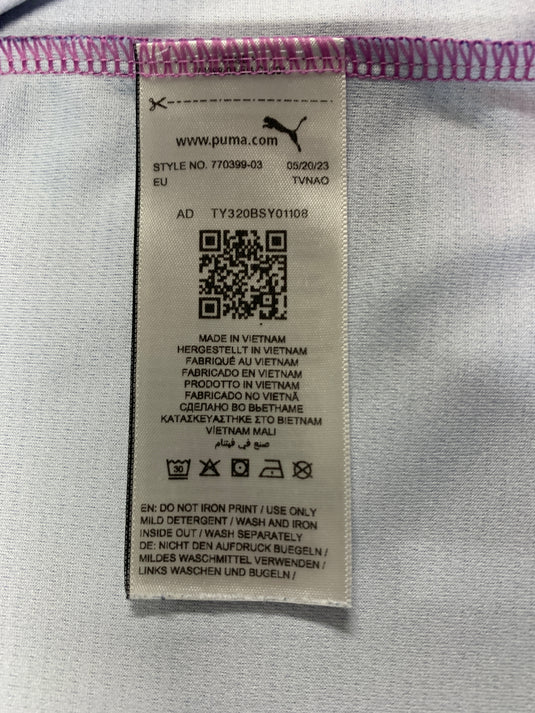 www.puma.com
STYLE NO. 770399-03 05/20/23
EU TVNAO
AD TY320BSY01108
MADE IN VIETNAM
HERGESTELLT IN VIETNAM
FABRIQUÉ AU VIETNAM
FABRICADO EN VIETNAM
PRODOTTO IN VIETNAM
FABRICADO NO VIETNÃ
СДЕЛАНО ВО ВЬЕТНАМЕ
ΚΑΤΑΣΚΕΥΑΣΤΗΚΕ ΣΤΟ ΒΙΕΤΝΑΜ
VİETNAM MALI
صنع في فيتنام
30
EN: DO NOT IRON PRINT / USE ONLY
MILD DETERGENT / WASH AND IRON
INSIDE OUT / WASH SEPARATELY
DE: NICHT DEN AUFDRUCK BUEGELN /
MILDES WASCHMITTEL VERWENDEN /
LINKS WASCHEN UND BUGELN /